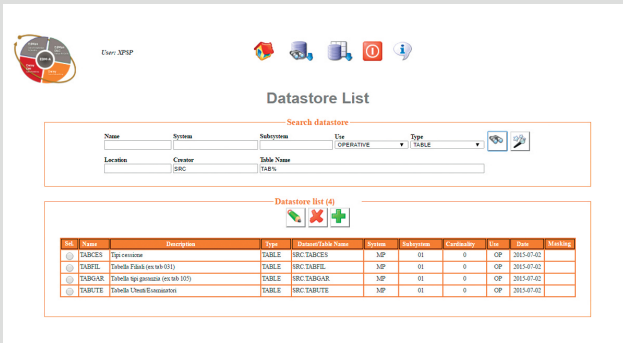 User: XPSP
Datastore List
Search datastore
Name System Subsystem Use Type
OPERATIVE TABLE
Location Creator Table Name
SRC TAB%
Datastore list (4)
Sel. Name Description Type Dataset/Table Name System Subsystem Cardinality Use Date Masking
TABCES Tipi cessione TABLE SRC.TABCES MP 01 0 OP 2015-07-02
TABFIL Tabella Filiali (ex tab 031) TABLE SRC.TABFIL MP 01 0 OP 2015-07-02
TABGAR Tabella tipi garanzia (ex tab 105) TABLE SRC.TABGAR MP 01 0 OP 2015-07-02
TABUTE Tabella Utenti/Esaminatori TABLE SRC.TABUTE MP 01 0 OP 2015-07-02